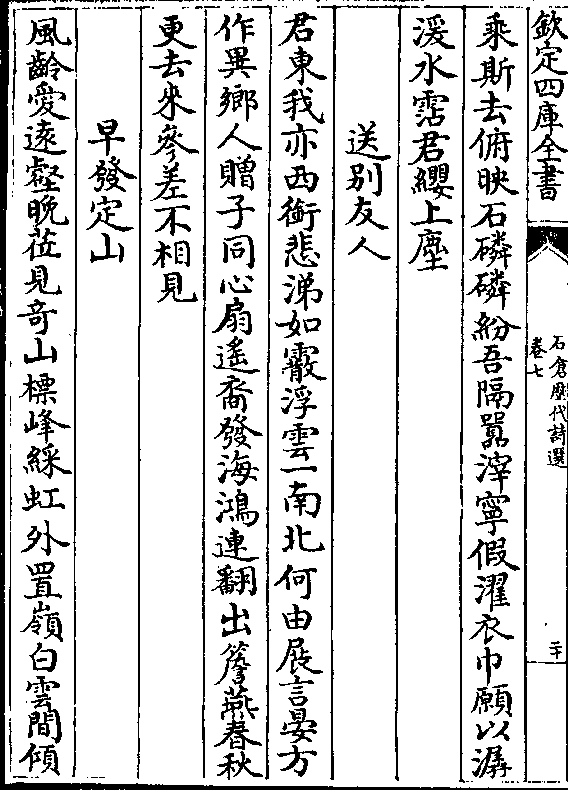 欽定四庫全書
石倉歷代詩選
卷七
二十
乘斯去俯映石磷磷紛吾隔囂滓寧假濯衣巾願以潺
湲水霑君纓上塵
送別友人
君東我亦西銜悲涕如霰浮雲一南北何由展言晏方
作異鄉人贈子同心扇遙裔發海鴻連翻出簷燕春秋
更去來參差不相見
早發定山
風齡愛遠壑晚莅見奇山標峰綵虹外置嶺白雲間傾